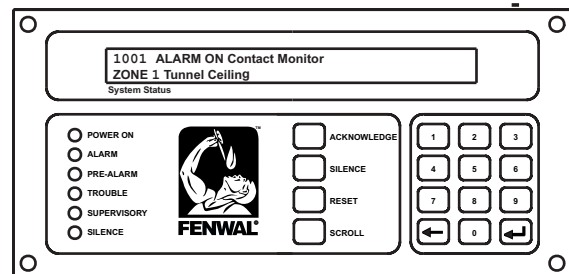 1001 ALARM ON Contact Monitor
ZONE 1 Tunnel Ceiling
System Status
POWER ON
ALARM
PRE-ALARM
TROUBLE
SUPERVISORY
SILENCE
™
FENWAL®
ACKNOWLEDGE
SILENCE
RESET
SCROLL
1 2 3
4 5 6
7 8 9
0